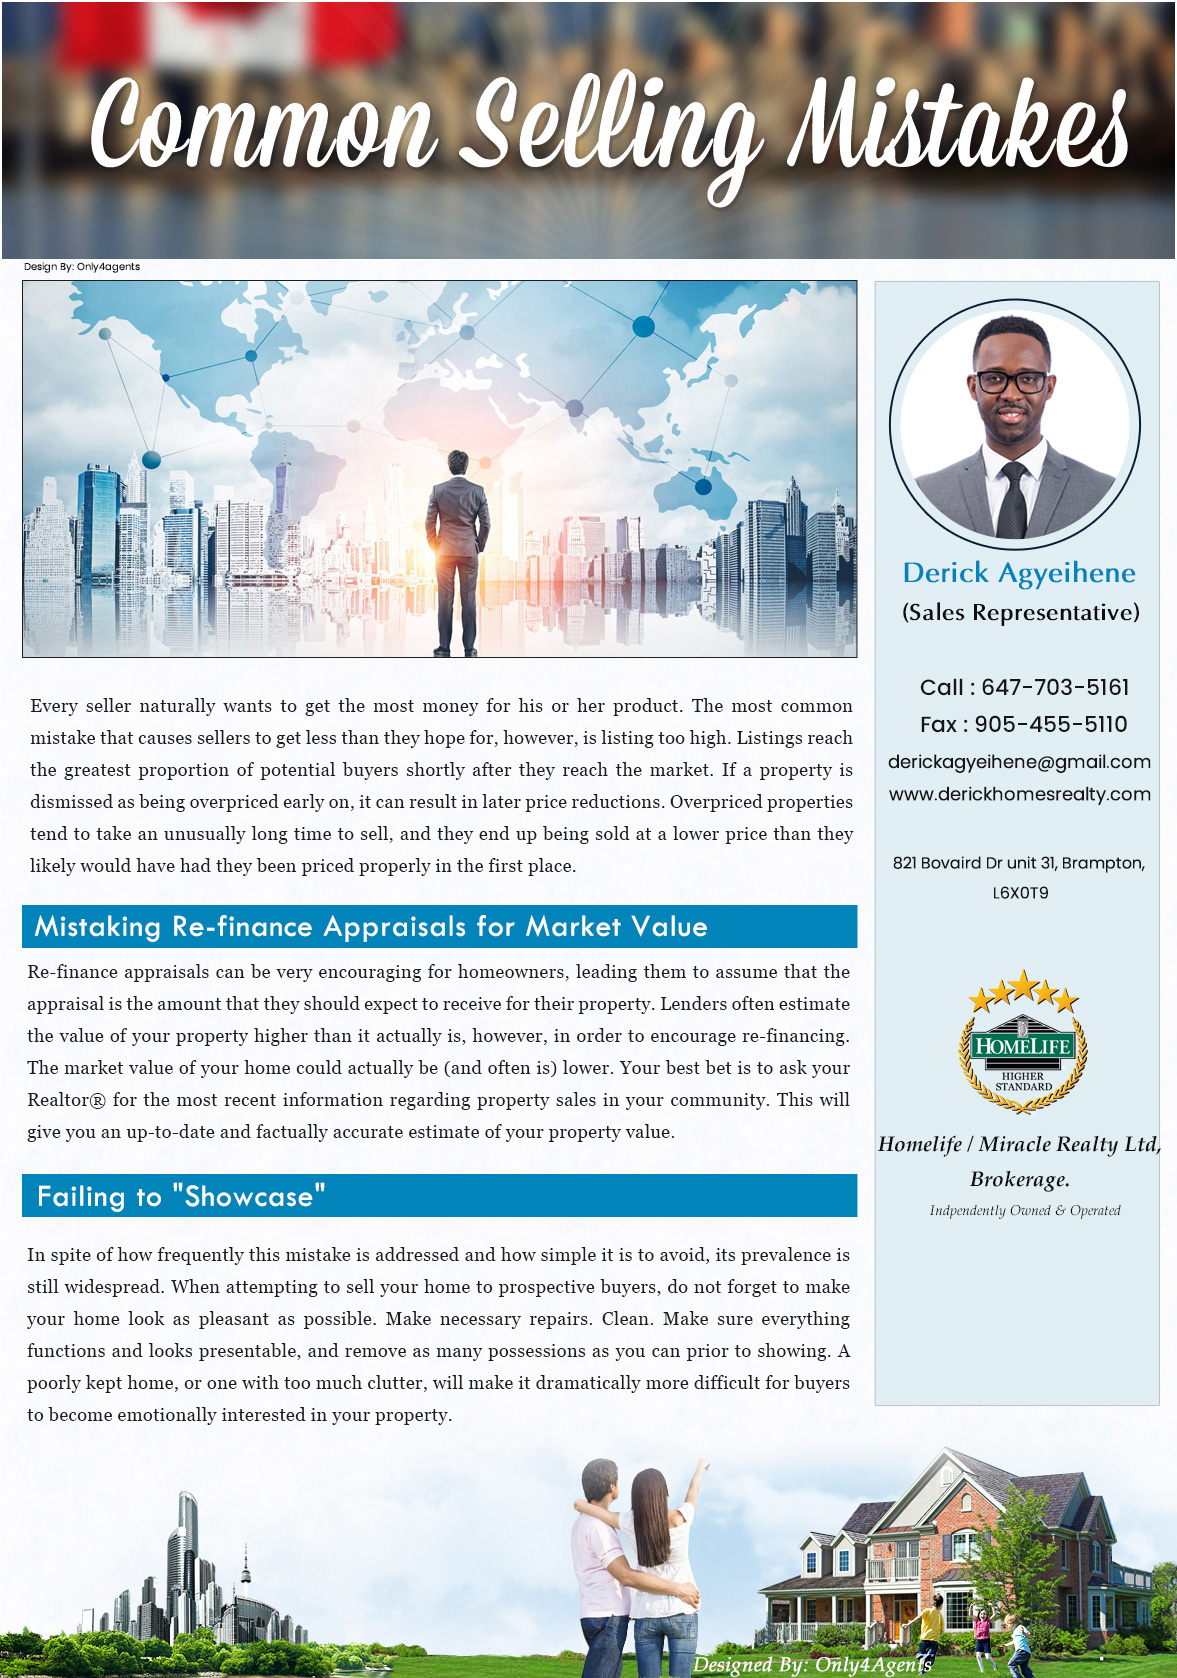 Common Selling Mistakes
Design By: Only4agents
Every seller naturally wants to get the most money for his or her product. The most common
mistake that causes sellers to get less than they hope for, however, is listing too high. Listings reach
the greatest proportion of potential buyers shortly after they reach the market. If a property is
dismissed as being overpriced early on, it can result in later price reductions. Overpriced properties
tend to take an unusually long time to sell, and they end up being sold at a lower price than they
likely would have had they been priced properly in the first place.
Mistaking Re-finance Appraisals for Market Value
Re-finance appraisals can be very encouraging for homeowners, leading them to assume that the
appraisal is the amount that they should expect to receive for their property. Lenders often estimate
the value of your property higher than it actually is, however, in order to encourage re-financing.
The market value of your home could actually be (and often is) lower. Your best bet is to ask your
Realtor® for the most recent information regarding property sales in your community. This will
give you an up-to-date and factually accurate estimate of your property value.
Failing to "Showcase"
In spite of how frequently this mistake is addressed and how simple it is to avoid, its prevalence is
still widespread. When attempting to sell your home to prospective buyers, do not forget to make
your home look as pleasant as possible. Make necessary repairs. Clean. Make sure everything
functions and looks presentable, and remove as many possessions as you can prior to showing. A
poorly kept home, or one with too much clutter, will make it dramatically more difficult for buyers
to become emotionally interested in your property.
Derick Agyeihene
(Sales Representative)
Call : 647-703-5161
Fax : 905-455-5110
derickagyeihene@gmail.com
www.derickhomesrealty.com
821 Bovaird Dr unit 31, Brampton,
L6X0T9
HOMELIFE
HIGHER
STANDARD
Homelife / Miracle Realty Ltd,
Brokerage.
Indpendently Owned & Operated
Designed By: Only4Agents